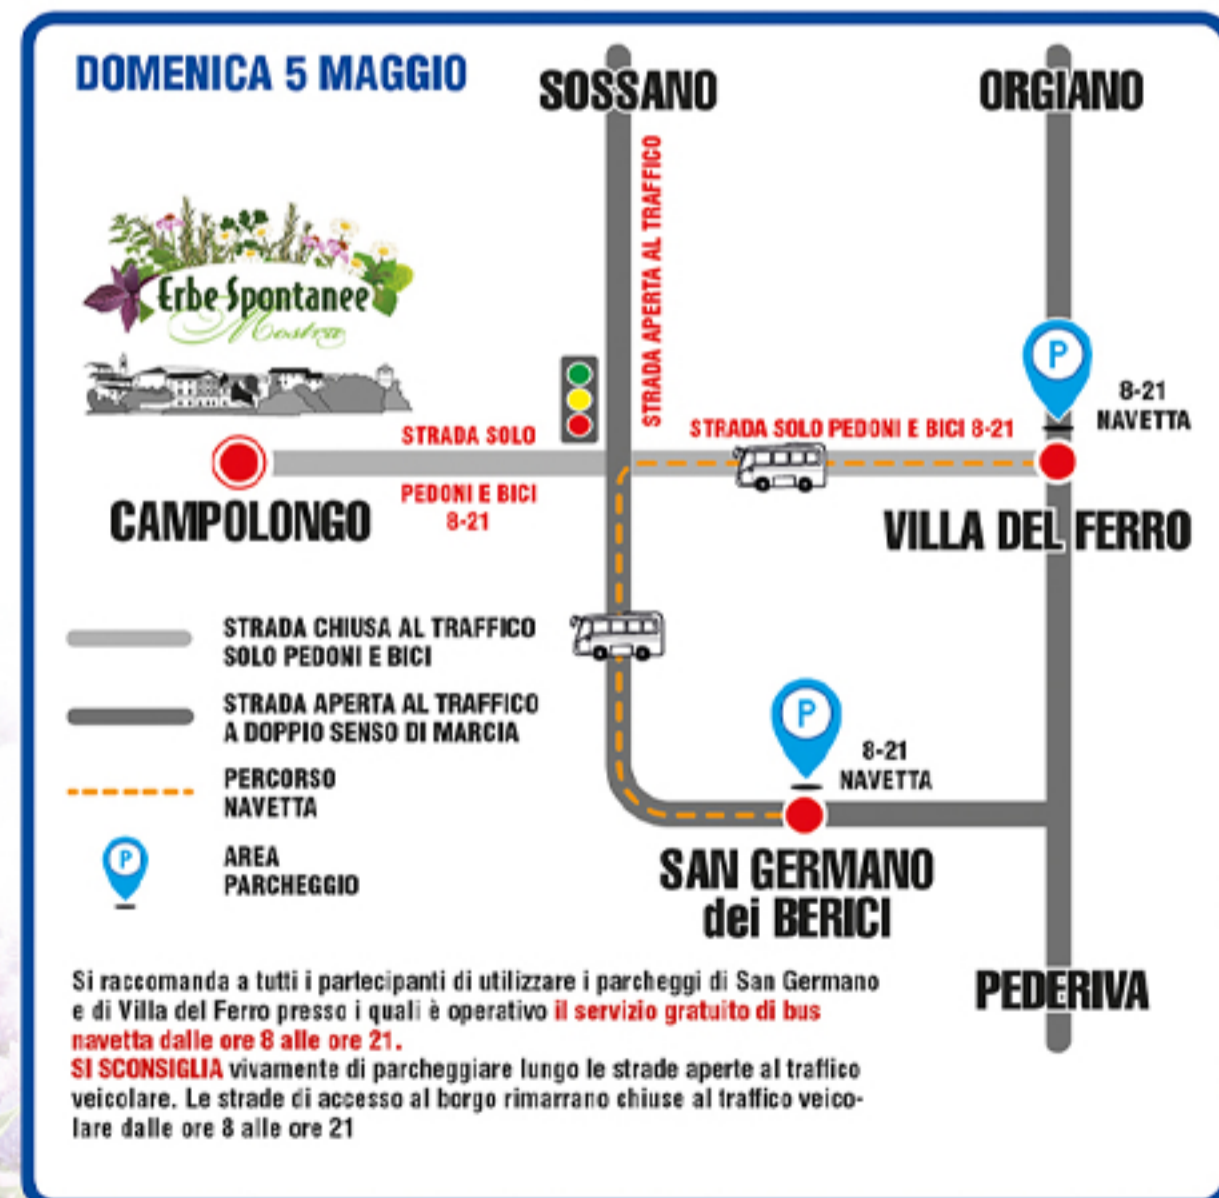 DOMENICA 5 MAGGIO
SOSSANO
ORGIANO
Erbe Spontanee
Mostra
STRADA APERTA AL TRAFFICO
P
8-21
NAVETTA
STRADA SOLO
PEDONI E BICI
8-21
STRADA SOLO PEDONI E BICI 8-21
CAMPOLONGO
VILLA DEL FERRO
STRADA CHIUSA AL TRAFFICO
SOLO PEDONI E BICI
STRADA APERTA AL TRAFFICO
A DOPPIO SENSO DI MARCIA
PERCORSO
NAVETTA
P
AREA
PARCHEGGIO
P
8-21
NAVETTA
SAN GERMANO
dei BERICI
PEDERIVA
Si raccomanda a tutti i partecipanti di utilizzare i parcheggi di San Germano
e di Villa del Ferro presso i quali è operativo il servizio gratuito di bus
navetta dalle ore 8 alle ore 21.
SI SCONSIGLIA vivamente di parcheggiare lungo le strade aperte al traffico
veicolare. Le strade di accesso al borgo rimarrano chiuse al traffico veico-
lare dalle ore 8 alle ore 21